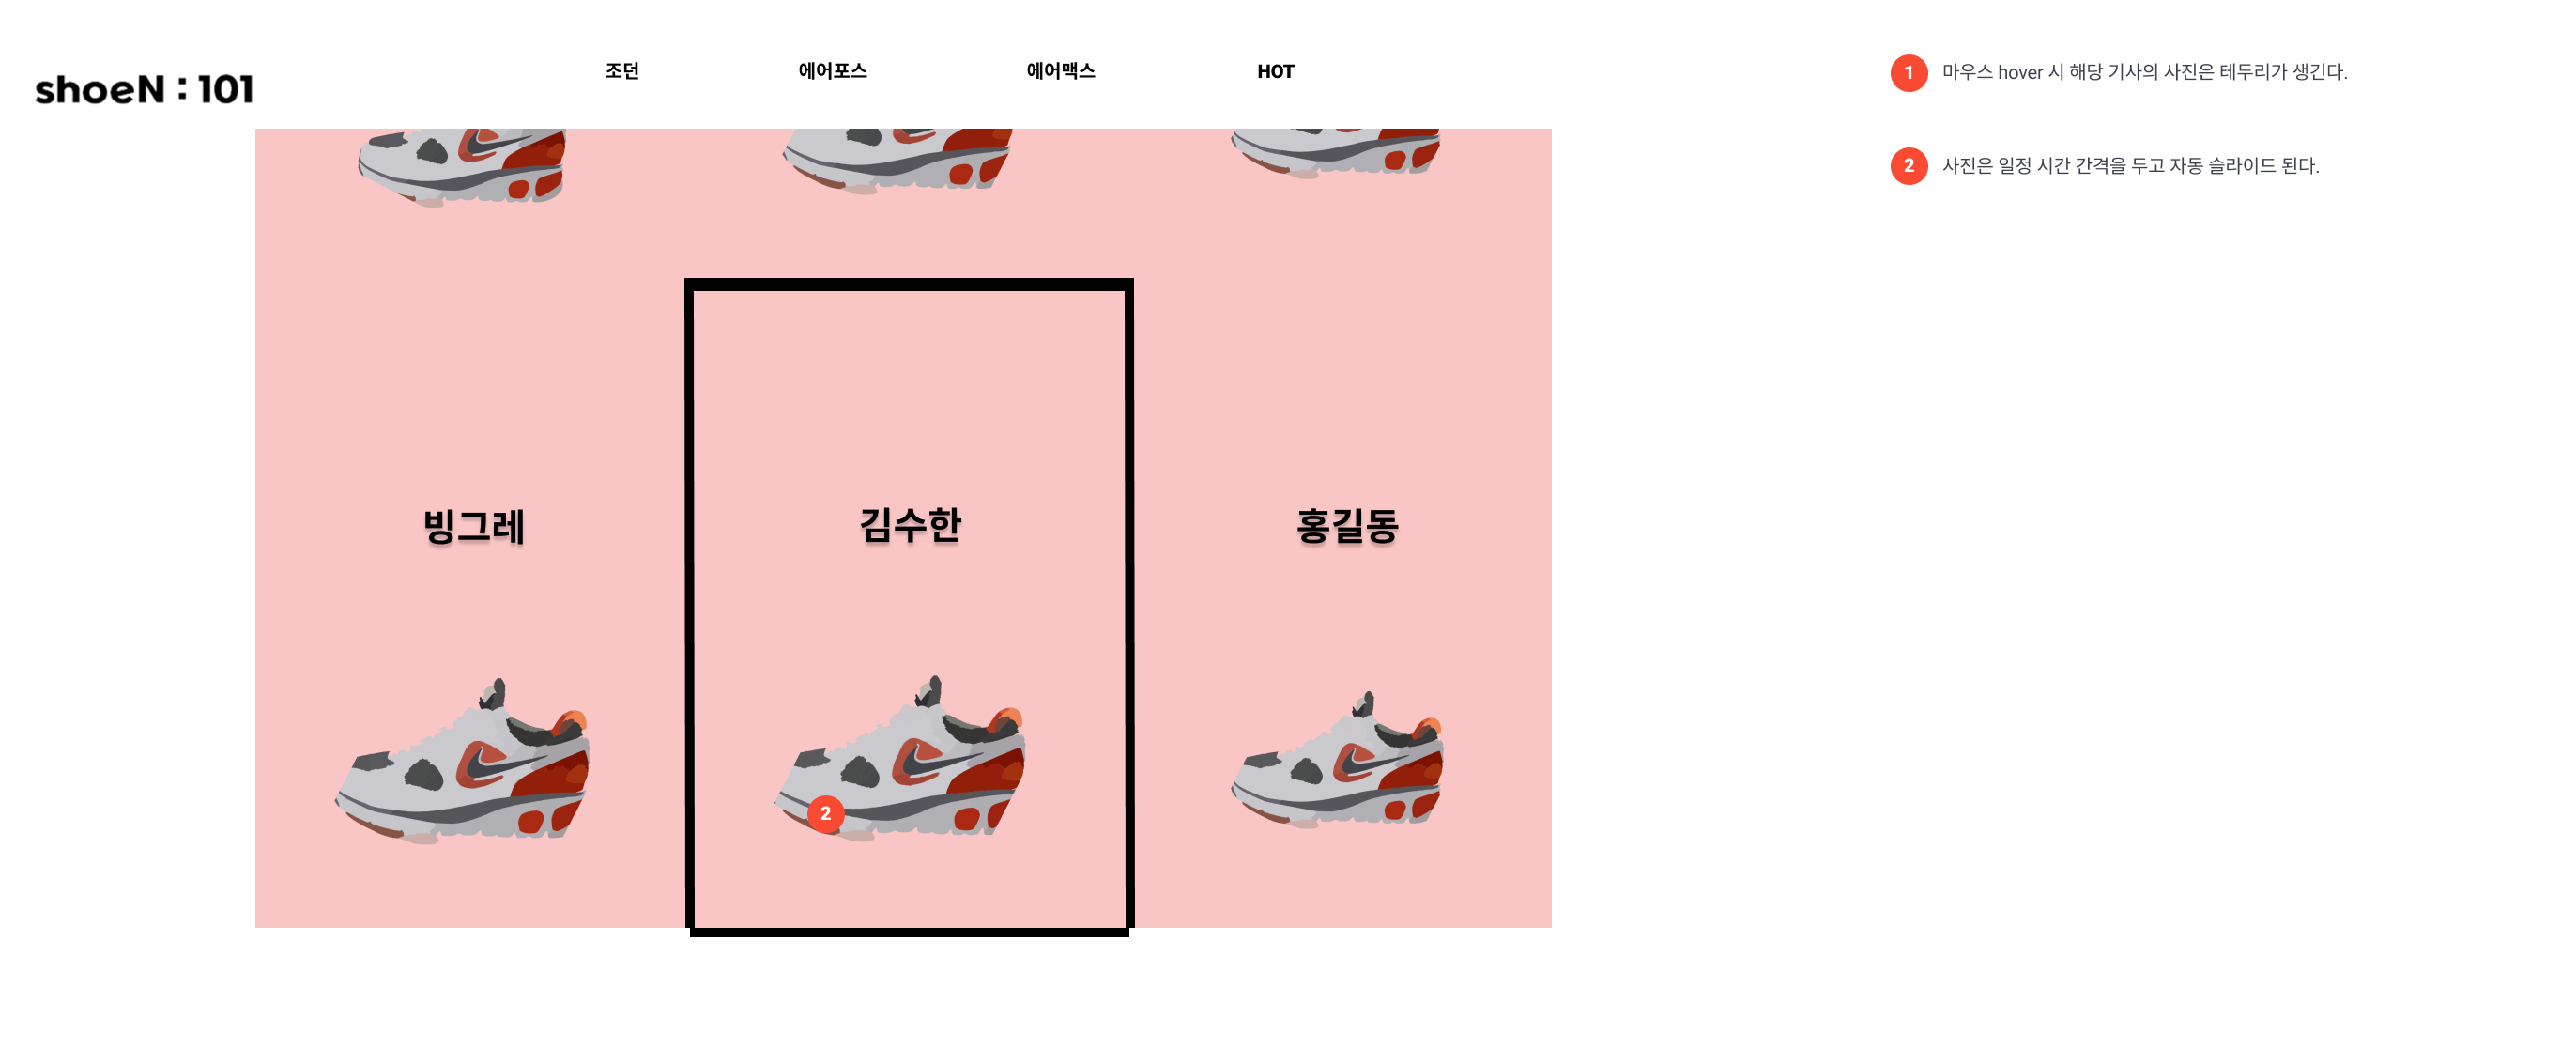 shoeN : 101
조던
에어포스
에어맥스
HOT
1 마우스 hover 시 해당 기사의 사진은 테두리가 생긴다.
2 사진은 일정 시간 간격을 두고 자동 슬라이드 된다.
빙그레
김수한
홍길동
2